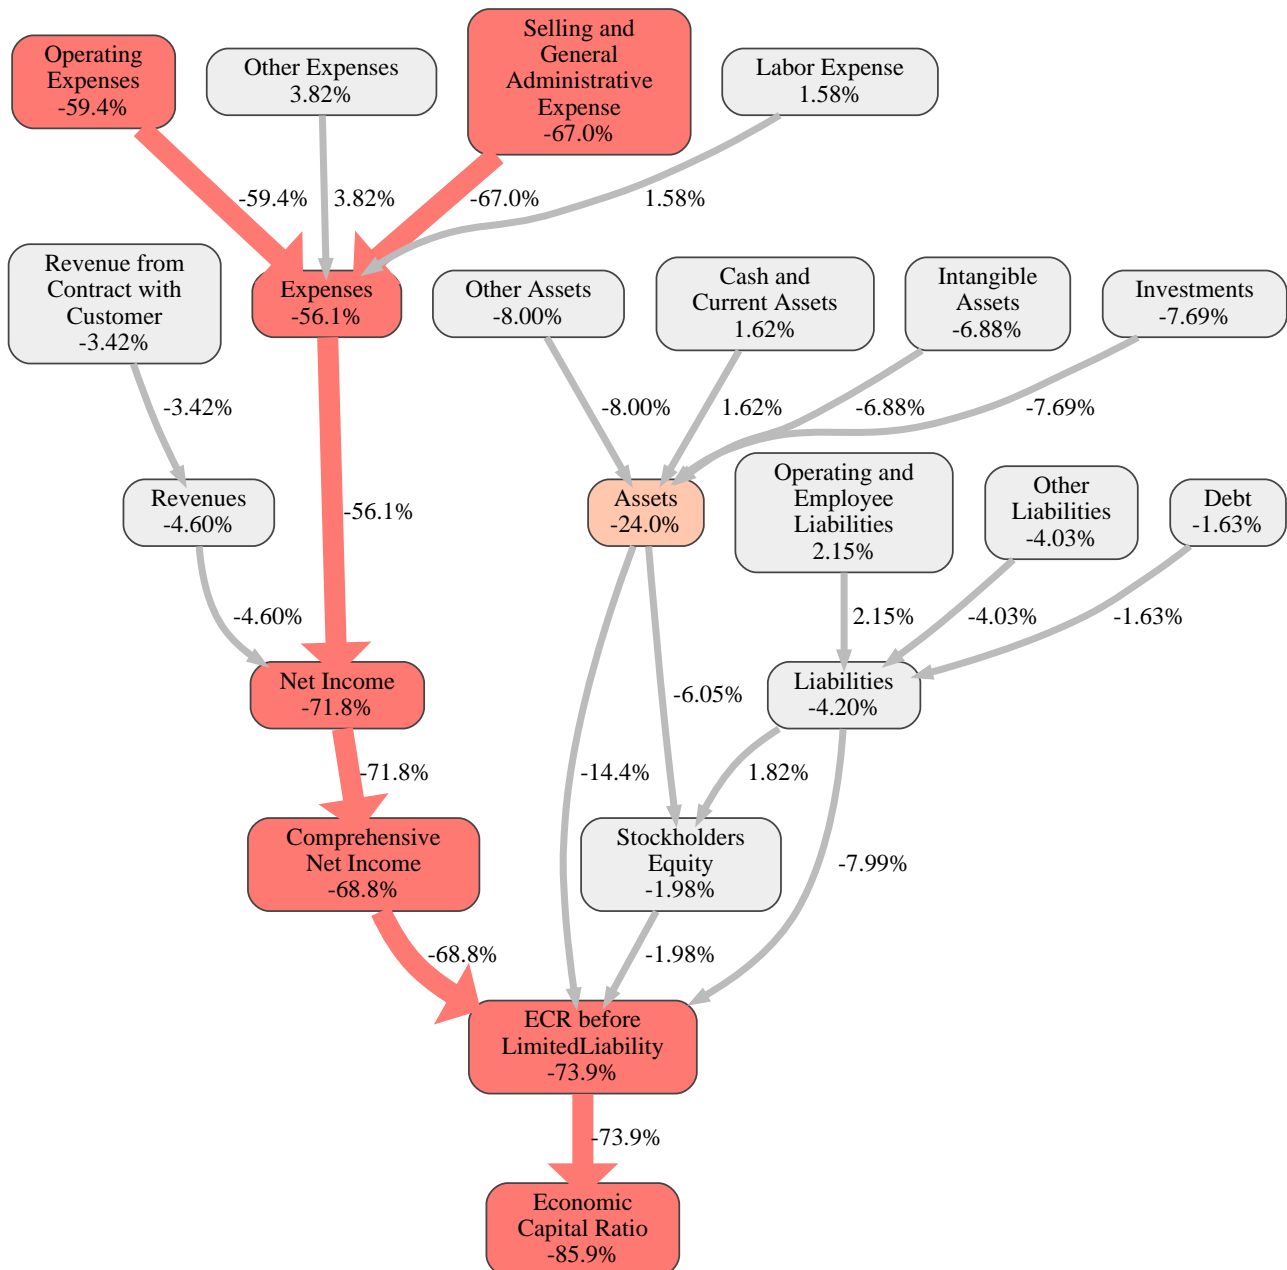 Operating
Expenses
-59.4%
Other Expenses
3.82%
Selling and
General
Administrative
Expense
-67.0%
Labor Expense
1.58%
-59.4%
3.82%
-67.0%
1.58%
Revenue from
Contract with
Customer
-3.42%
Expenses
-56.1%
Other Assets
-8.00%
Cash and
Current Assets
1.62%
Intangible
Assets
-6.88%
Investments
-7.69%
-3.42%
-8.00%
1.62%
-6.88%
-7.69%
Revenues
-4.60%
-56.1%
Assets
-24.0%
Operating and
Employee
Liabilities
2.15%
Other
Liabilities
-4.03%
Debt
-1.63%
-4.60%
2.15%
-4.03%
-1.63%
Net Income
-71.8%
-6.05%
Liabilities
-4.20%
-71.8%
-14.4%
1.82%
Comprehensive
Net Income
-68.8%
Stockholders
Equity
-1.98%
-7.99%
-68.8%
-1.98%
ECR before
LimitedLiability
-73.9%
-73.9%
Economic
Capital Ratio
-85.9%